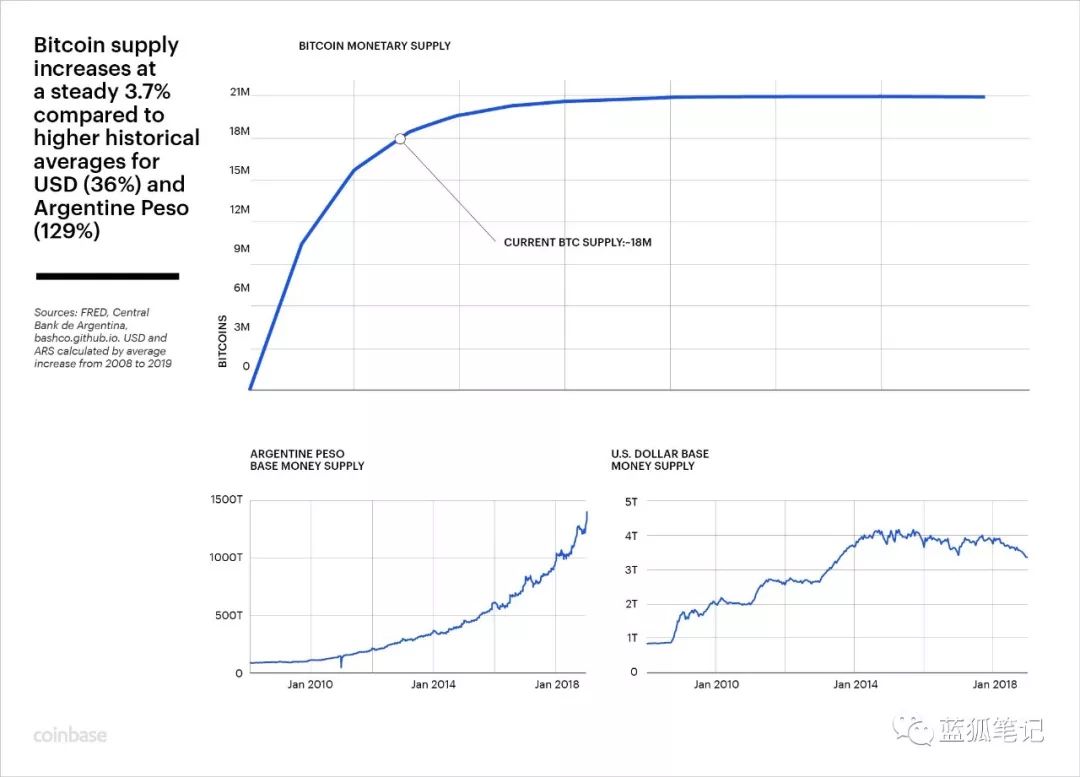 Bitcoin supply
increases at
a steady 3.7%
compared to
higher historical
averages for
USD (36%) and
Argentine Peso
(129%)
Sources: FRED, Central
Bank de Argentina,
bashco.github.io. USD and
ARS calculated by average
increase from 2008 to 2019
BITCOIN MONETARY SUPPLY
21M
18M
15M
12M
9M
6M
3M
0
BITCOINS
CURRENT BTC SUPPLY:~18M
ARGENTINE PESO
BASE MONEY SUPPLY
1500T
1000T
500T
0
Jan 2010 Jan 2014 Jan 2018
U.S. DOLLAR BASE
MONEY SUPPLY
5T
4T
3T
2T
1T
0
Jan 2010 Jan 2014 Jan 2018
coinbase
蓝狐笔记